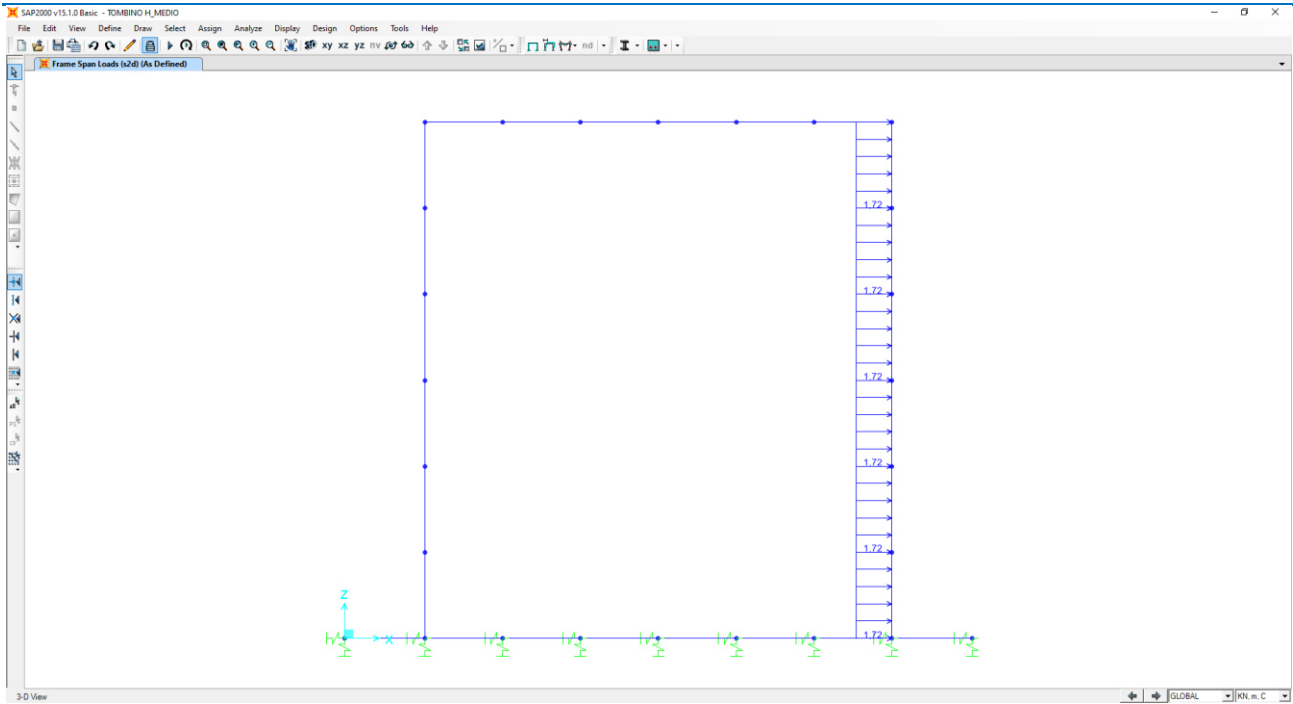 SAP2000 v15.1.0 Basic - TOMBINO H_MEDIO
File Edit View Define Draw Select Assign Analyze Display Design Options Tools Help
xy xz yz nv nd
Frame Span Loads (s2d) (As Defined)
1,72
1,72
1,72
1,72
1,72
1,72
Z
X
3-D View
GLOBAL
KN, m, C